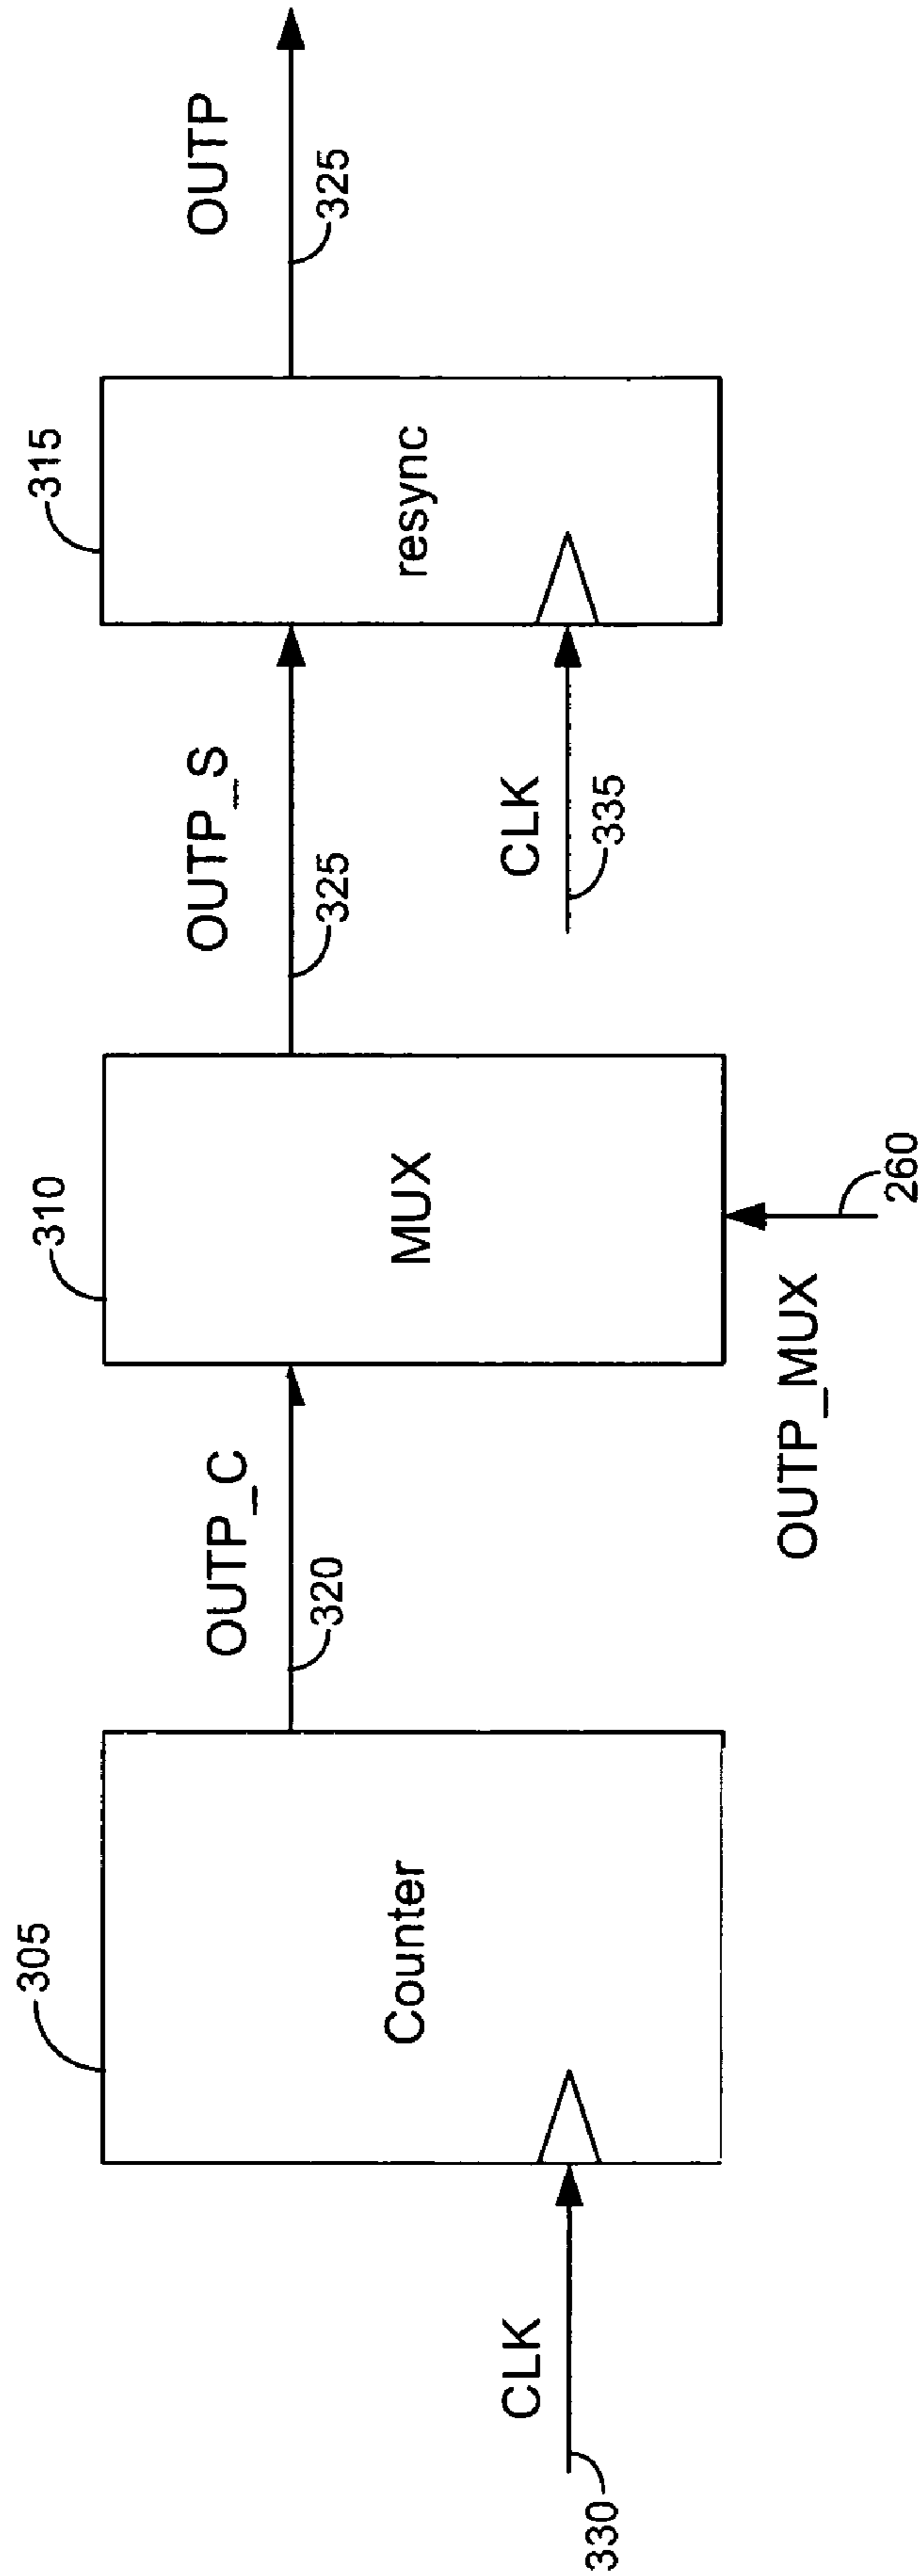 305
Counter
CLK
330
OUTP_C
320
310
MUX
OUTP_MUX
260
OUTP_S
325
CLK
335
315
resync
OUTP
325